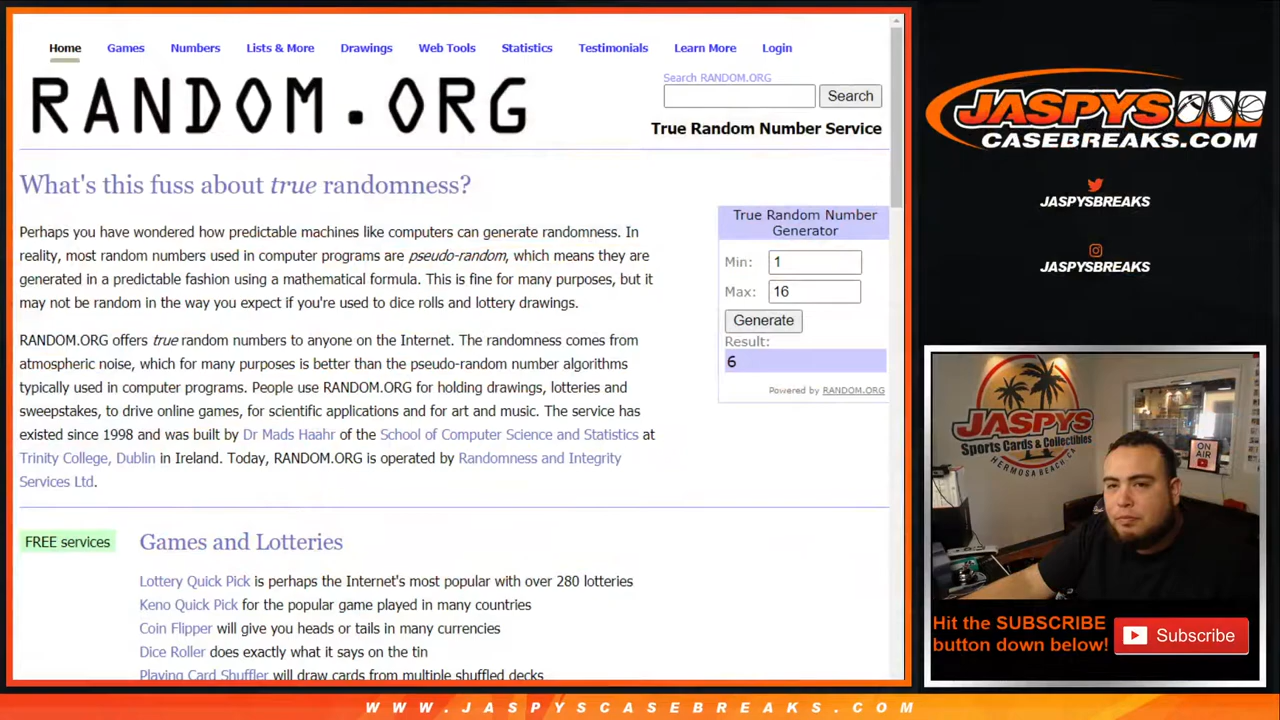 Home Games Numbers Lists & More Drawings Web Tools Statistics Testimonials Learn More Login
RANDOM.ORG
Search RANDOM.ORG
Search
True Random Number Service
What's this fuss about true randomness?
Perhaps you have wondered how predictable machines like computers can generate randomness. In
reality, most random numbers used in computer programs are pseudo-random, which means they are
generated in a predictable fashion using a mathematical formula. This is fine for many purposes, but it
may not be random in the way you expect if you're used to dice rolls and lottery drawings.
RANDOM.ORG offers true random numbers to anyone on the Internet. The randomness comes from
atmospheric noise, which for many purposes is better than the pseudo-random number algorithms
typically used in computer programs. People use RANDOM.ORG for holding drawings, lotteries and
sweepstakes, to drive online games, for scientific applications and for art and music. The service has
existed since 1998 and was built by Dr Mads Haahr of the School of Computer Science and Statistics at
Trinity College, Dublin in Ireland. Today, RANDOM.ORG is operated by Randomness and Integrity
Services Ltd.
True Random Number
Generator
Min: 1
Max: 16
Generate
Result:
6
Powered by RANDOM.ORG
FREE services
Games and Lotteries
Lottery Quick Pick is perhaps the Internet's most popular with over 280 lotteries
Keno Quick Pick for the popular game played in many countries
Coin Flipper will give you heads or tails in many currencies
Dice Roller does exactly what it says on the tin
Playing Card Shuffler will draw cards from multiple shuffled decks
JASPYS
CASEBREAKS.COM
JASPYSBREAKS
JASPYSBREAKS
JASPYS
Sports Cards & Collectibles
HERMOSA BEACH CA
ON
AIR
Hit the SUBSCRIBE
button down below!
Subscribe
WWW.JASPYSCASEBREAKS.COM